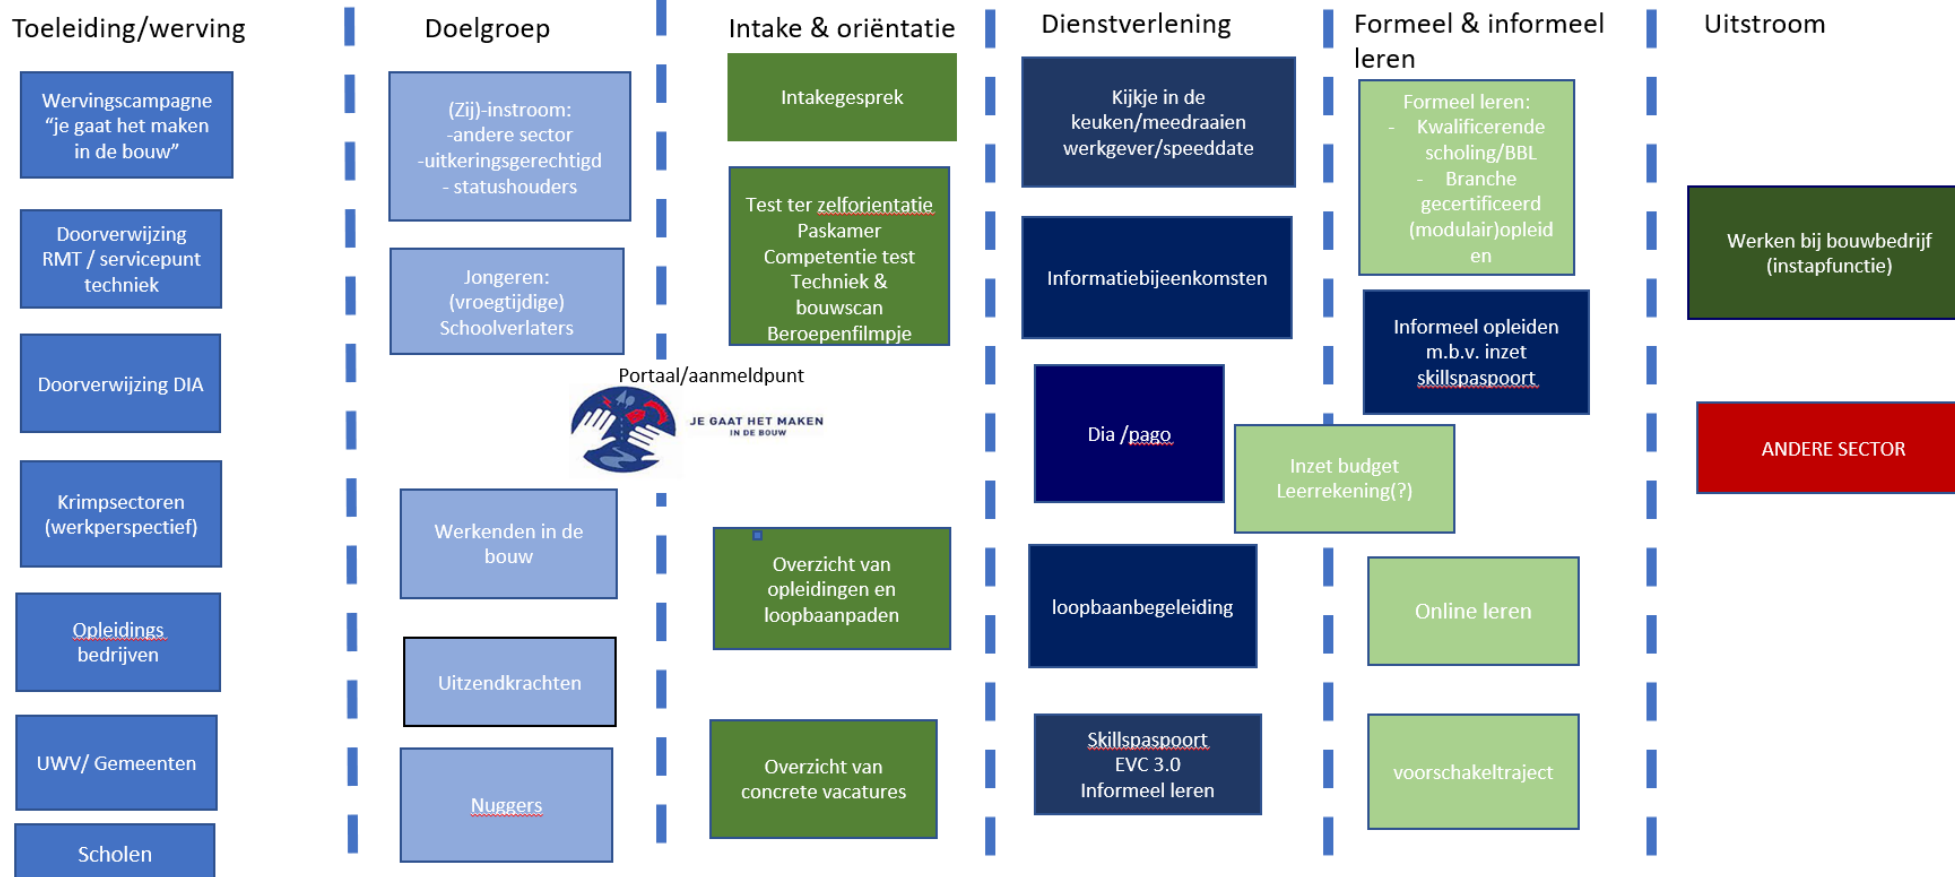 Toeleiding/werving
Wervingscampagne
“je gaat het maken
in de bouw”
Doorverwijzing
RMT / servicepunt
techniek
Doorverwijzing DIA
Krimpsectoren
(werkperspectief)
Opleidings
bedrijven
UWV/ Gemeenten
Scholen
Doelgroep
(Zij)-instroom:
-andere sector
-uitkeringsgerechtigd
- statushouders
Jongeren:
(vroegtijdige)
Schoolverlaters
Werkenden in de
bouw
Uitzendkrachten
Nuggers
Portaal/aanmeldpunt
JE GAAT HET MAKEN
IN DE BOUW
Intake & oriëntatie
Intakegesprek
Test ter zelforientatie
Paskamer
Competentie test
Techniek &
bouwscan
Beroepenfilmpje
Overzicht van
opleidingen en
loopbaanpaden
Overzicht van
concrete vacatures
Dienstverlening
Kijkje in de
keuken/meedraaien
werkgever/speeddate
Informatiebijeenkomsten
Dia /pago
loopbaanbegeleiding
Skillspaspoort
EVC 3.0
Informeel leren
Formeel & informeel
leren
Formeel leren:
- Kwalificerende
scholing/BBL
- Branche
gecertificeerd
(modulair)opleid
en
Informeel opleiden
m.b.v. inzet
skillspaspoort
Inzet budget
Leerrekening(?)
Online leren
voorschakeltraject
Uitstroom
Werken bij bouwbedrijf
(instapfunctie)
ANDERE SECTOR